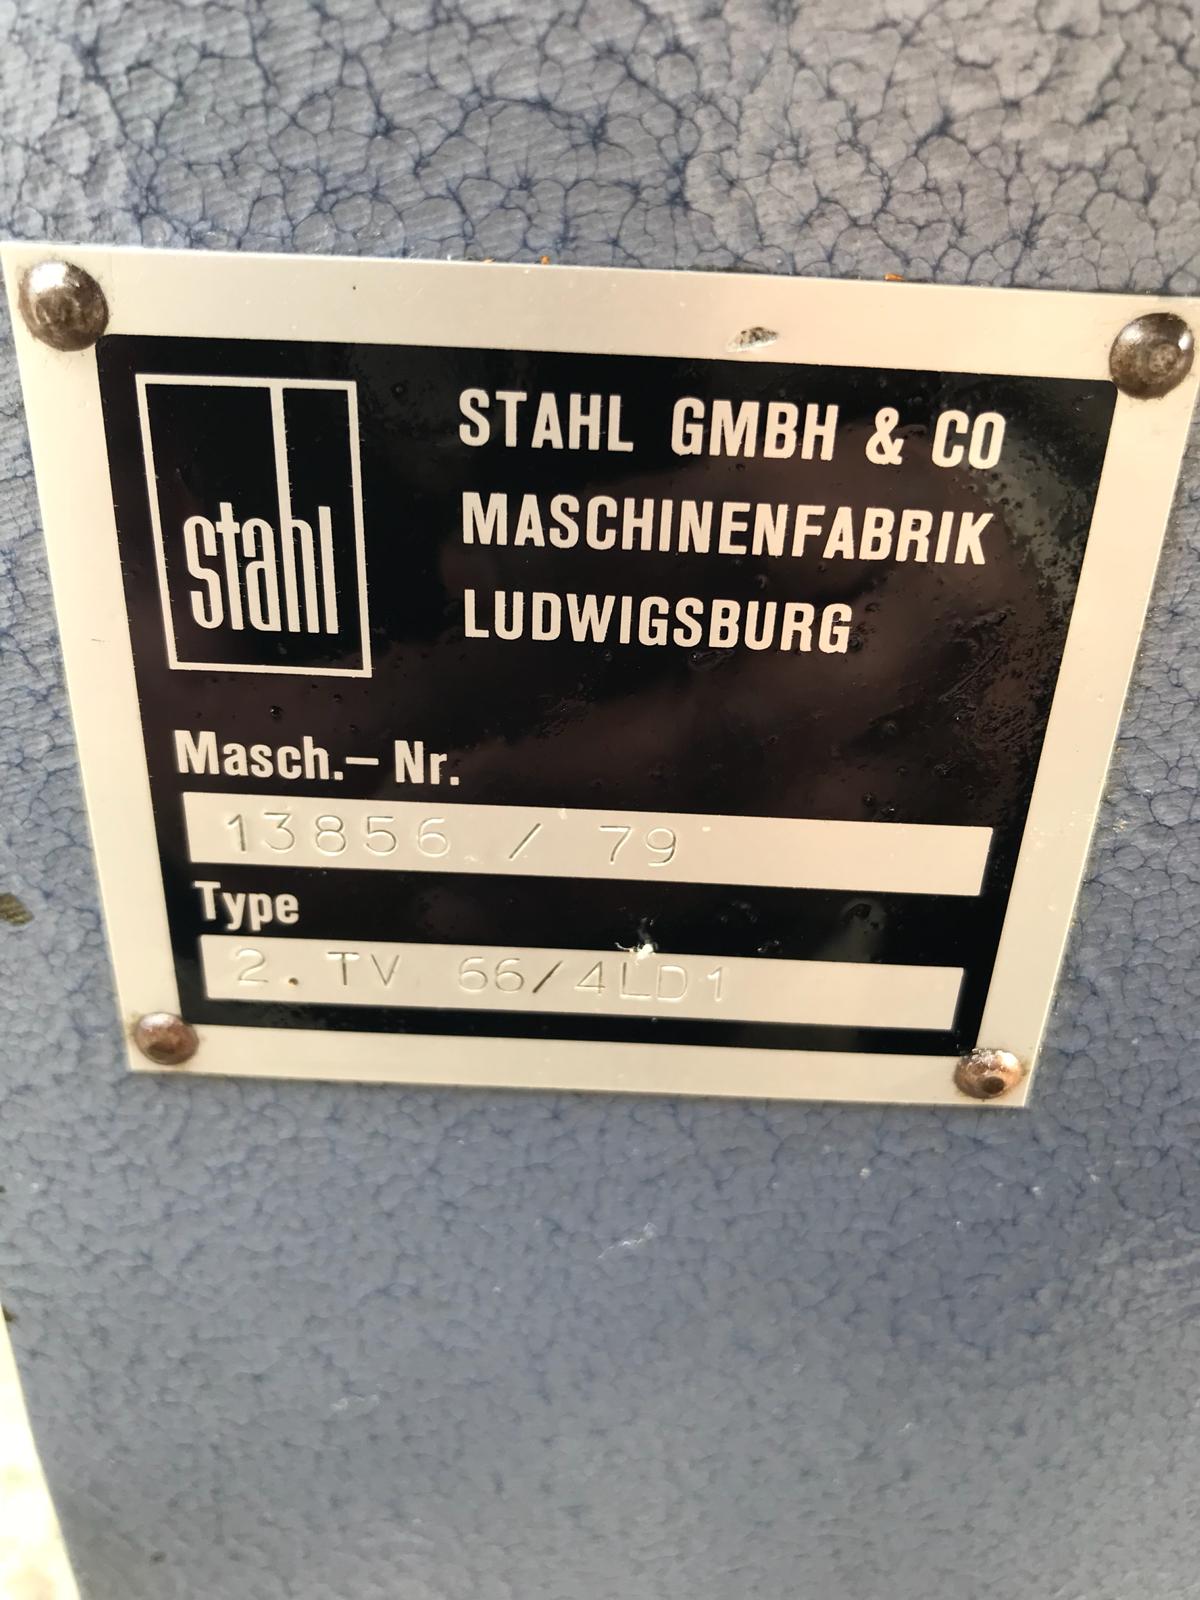 stahl
STAHL GMBH & CO
MASCHINENFABRIK
LUDWIGSBURG
Masch.– Nr.
13856 / 79
Type
2. TV 66/4LD1